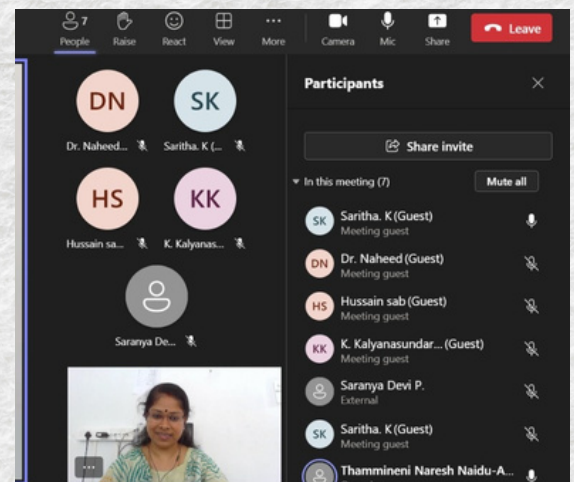 7
People Raise React View More Camera Mic Share Leave
Participants
Share invite
In this meeting (7) Mute all
DN SK
Dr. Naheed... Saritha. K (...
HS KK
Hussain sa... K. Kalyanas...
Saranya De...
...
SK Saritha. K (Guest)
Meeting guest
DN Dr. Naheed (Guest)
Meeting guest
HS Hussain sab (Guest)
Meeting guest
KK K. Kalyanasundar... (Guest)
Meeting guest
Saranya Devi P.
External
SK Saritha. K (Guest)
Meeting guest
Thammineni Naresh Naidu-A...